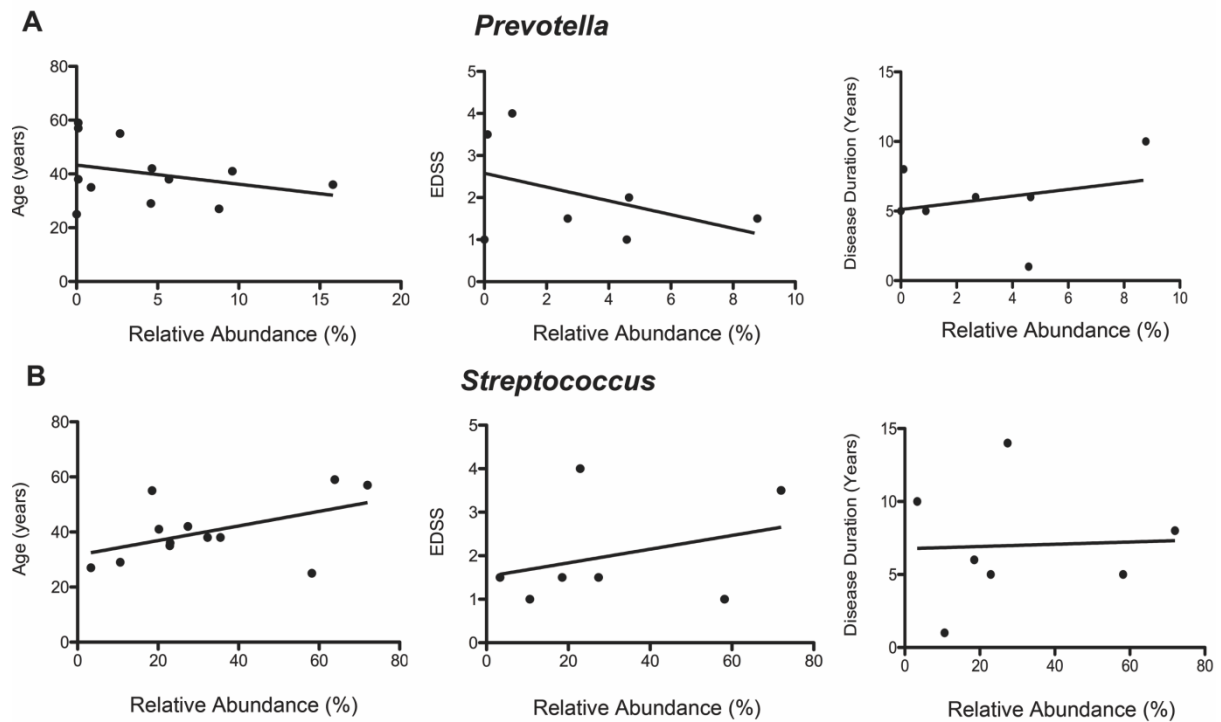 A
Prevotella
Age (years)
80
60
40
20
0
0 5 10 15 20
Relative Abundance (%)
EDSS
5
4
3
2
1
0
0 2 4 6 8 10
Relative Abundance (%)
Disease Duration (Years)
15
10
5
0
0 2 4 6 8 10
Relative Abundance (%)
B
Streptococcus
Age (years)
80
60
40
20
0
0 20 40 60 80
Relative Abundance (%)
EDSS
5
4
3
2
1
0
0 20 40 60 80
Relative Abundance (%)
Disease Duration (Years)
15
10
5
0
0 20 40 60 80
Relative Abundance (%)